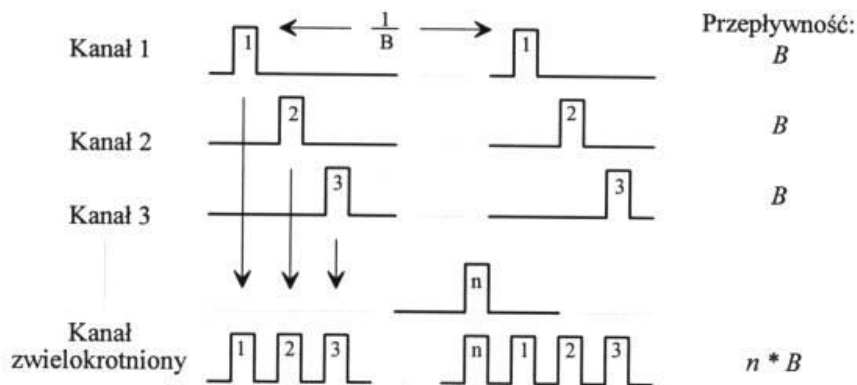 Przepływność:
Kanał 1 1 1/B 1 B
Kanał 2 2 2 B
Kanał 3 3 3 B
n
Kanał
zwielokrotniony 1 2 3 n 1 2 3 n * B